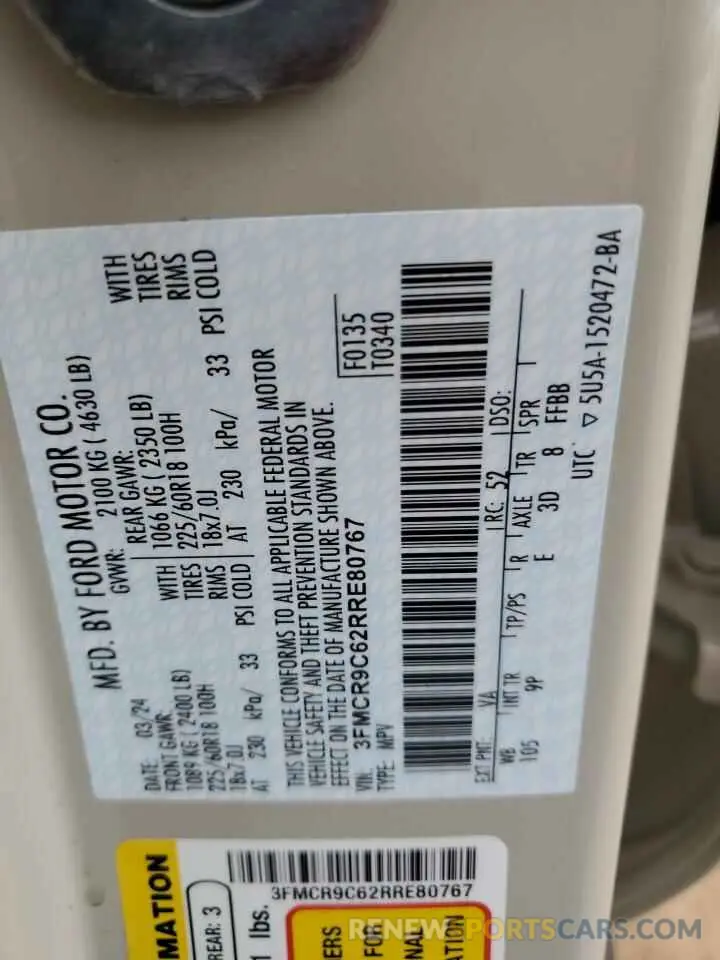 MFD. BY FORD MOTOR CO.
DATE: 03/24 GVWR: 2100 KG ( 4630 LB)
FRONT GAWR: REAR GAWR:
1089 KG ( 2400 LB) WITH 1066 KG ( 2350 LB) WITH
225/60R18 100H TIRES 225/60R18 100H TIRES
18x7.0J RIMS 18x7.0J RIMS
AT 230 kPa/ 33 PSI COLD AT 230 kPa/ 33 PSI COLD
THIS VEHICLE CONFORMS TO ALL APPLICABLE FEDERAL MOTOR
VEHICLE SAFETY AND THEFT PREVENTION STANDARDS IN
EFFECT ON THE DATE OF MANUFACTURE SHOWN ABOVE.
VIN: 3FMCR9C62RRE80767 F0135
TYPE: MPV T0340
EXT PNT: YA RC: 52 DSO:
WB INT TR TP/PS R AXLE TR SPR
105 9P E 3D 8 FFBB
UTC ▽ 5U5A-1520472-BA
3FMCR9C62RRE80767
MATION
REAR: 3
lbs.
FOR
RENEWSPORTSCARS.COM